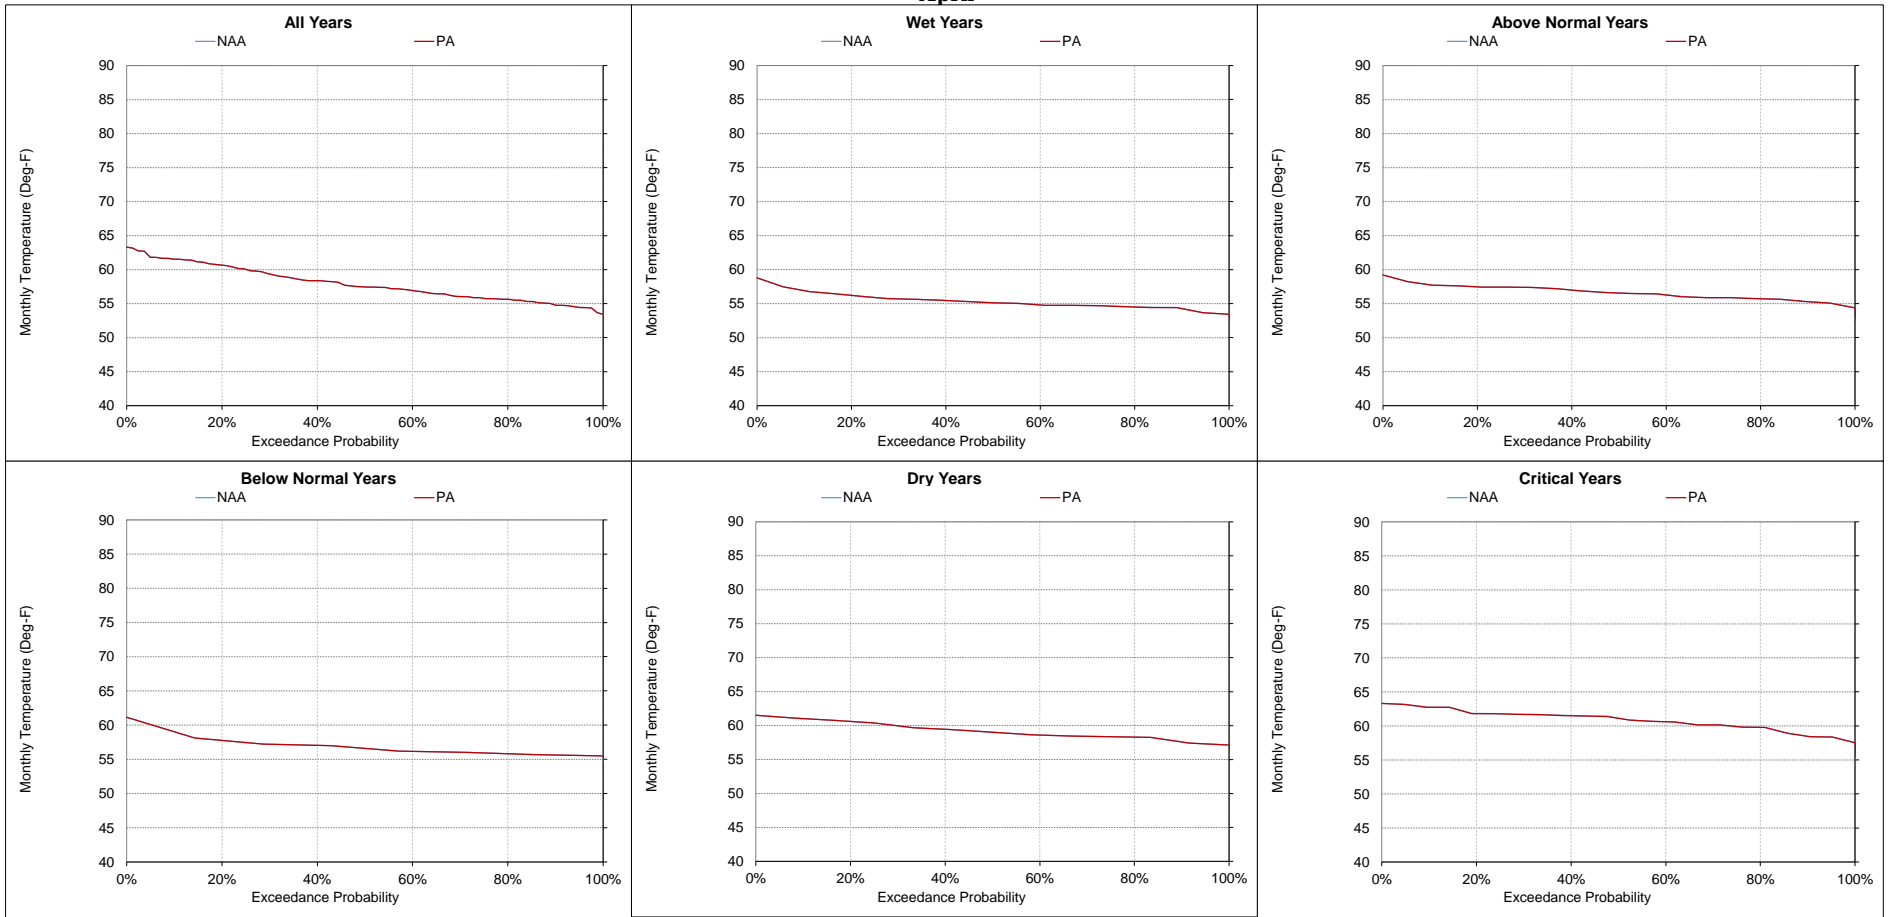 All Years
NAA PA
90
85
80
75
70
65
60
55
50
45
40
Monthly Temperature (Deg-F)
0% 20% 40% 60% 80% 100%
Exceedance Probability
Wet Years
NAA PA
90
85
80
75
70
65
60
55
50
45
40
Monthly Temperature (Deg-F)
0% 20% 40% 60% 80% 100%
Exceedance Probability
Above Normal Years
NAA PA
90
85
80
75
70
65
60
55
50
45
40
Monthly Temperature (Deg-F)
0% 20% 40% 60% 80% 100%
Exceedance Probability
Below Normal Years
NAA PA
90
85
80
75
70
65
60
55
50
45
40
Monthly Temperature (Deg-F)
0% 20% 40% 60% 80% 100%
Exceedance Probability
Dry Years
NAA PA
90
85
80
75
70
65
60
55
50
45
40
Monthly Temperature (Deg-F)
0% 20% 40% 60% 80% 100%
Exceedance Probability
Critical Years
NAA PA
90
85
80
75
70
65
60
55
50
45
40
Monthly Temperature (Deg-F)
0% 20% 40% 60% 80% 100%
Exceedance Probability